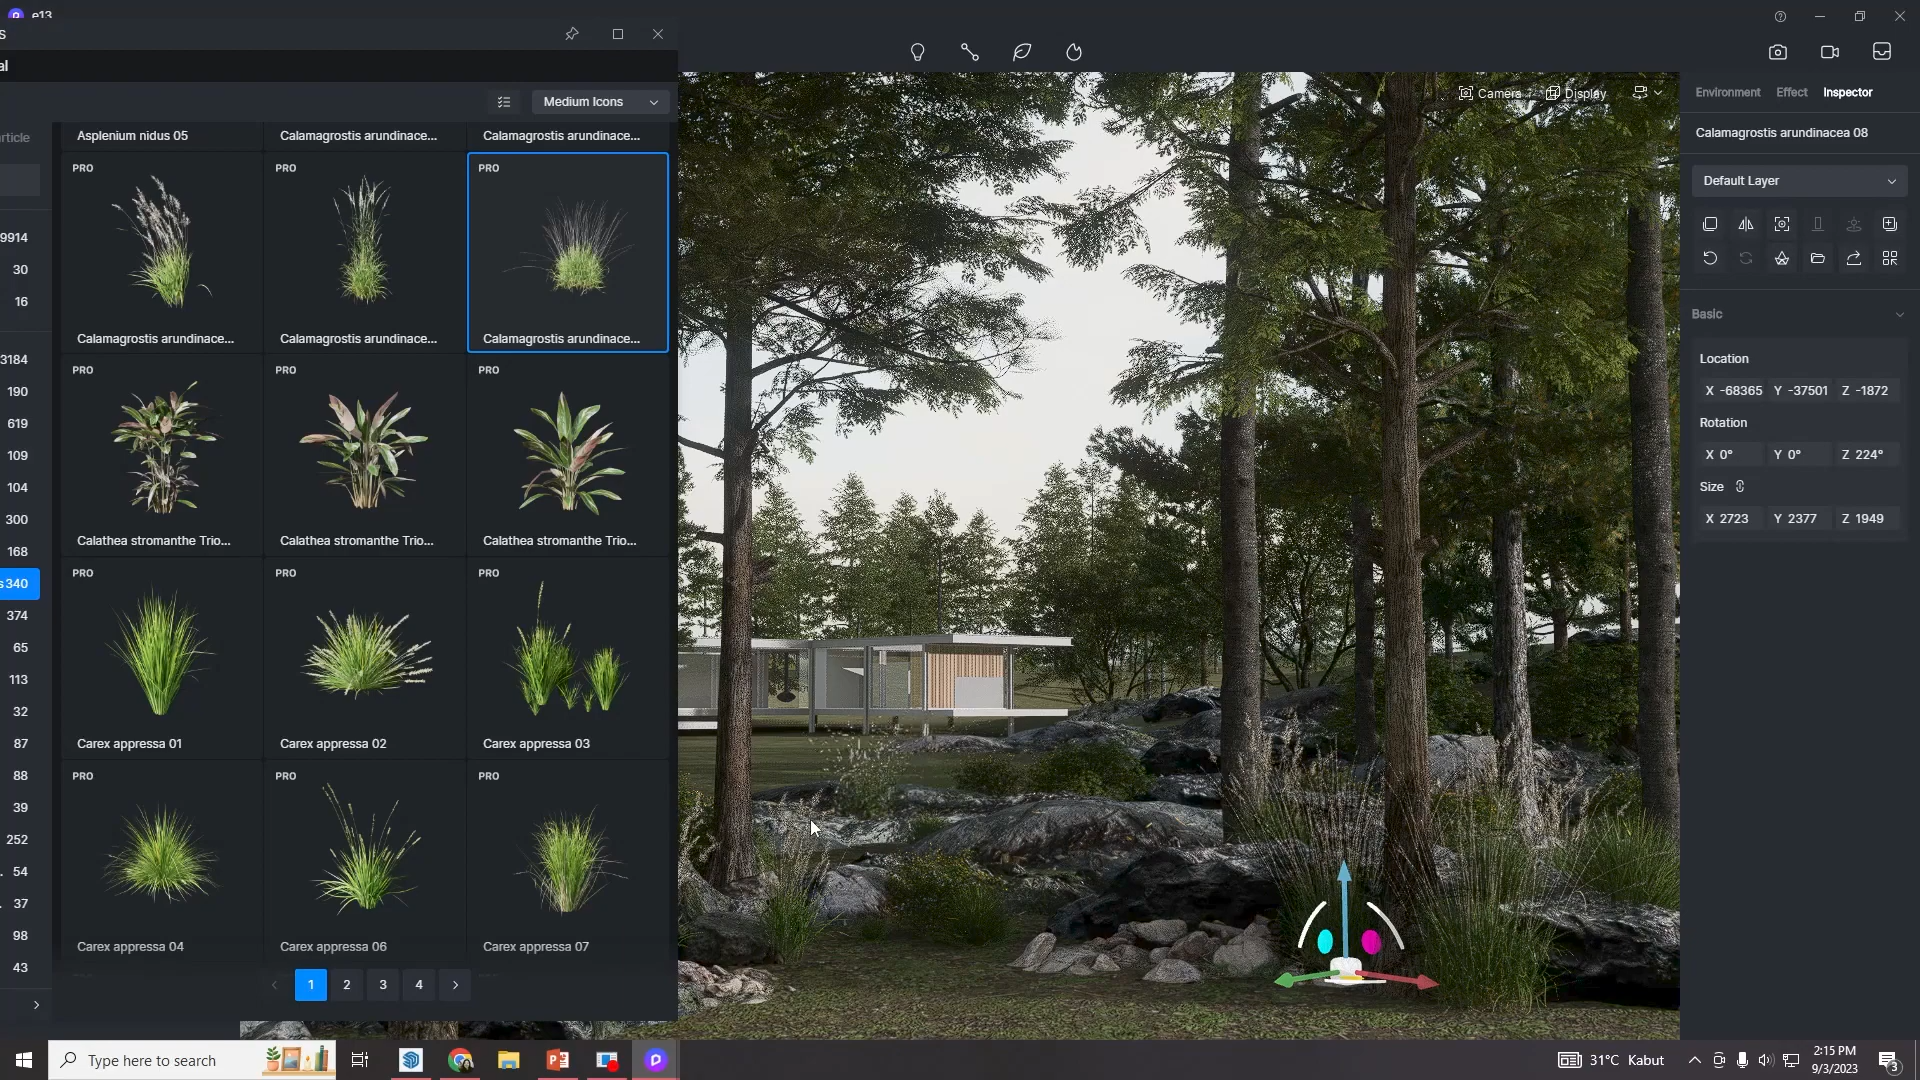 e13
s
al
Medium Icons
Camera
Display
Environment
Effect
Inspector
Asplenium nidus 05
Calamagrostis arundinace...
Calamagrostis arundinace...
article
Calamagrostis arundinacea 08
PRO
PRO
PRO
Default Layer
9914
30
16
Basic
Calamagrostis arundinace...
Calamagrostis arundinace...
Calamagrostis arundinace...
Location
X -68365 Y -37501 Z -1872
Rotation
X 0° Y 0° Z 224°
Size
X 2723 Y 2377 Z 1949
3184
190
619
109
104
300
168
s 340
374
65
113
32
87
88
39
252
. 54
. 37
98
43
PRO
PRO
PRO
Calathea stromanthe Trio...
Calathea stromanthe Trio...
Calathea stromanthe Trio...
PRO
PRO
PRO
Carex appressa 01
Carex appressa 02
Carex appressa 03
PRO
PRO
PRO
Carex appressa 04
Carex appressa 06
Carex appressa 07
1
2
3
4
Type here to search
31°C Kabut
2:15 PM
9/3/2023
3